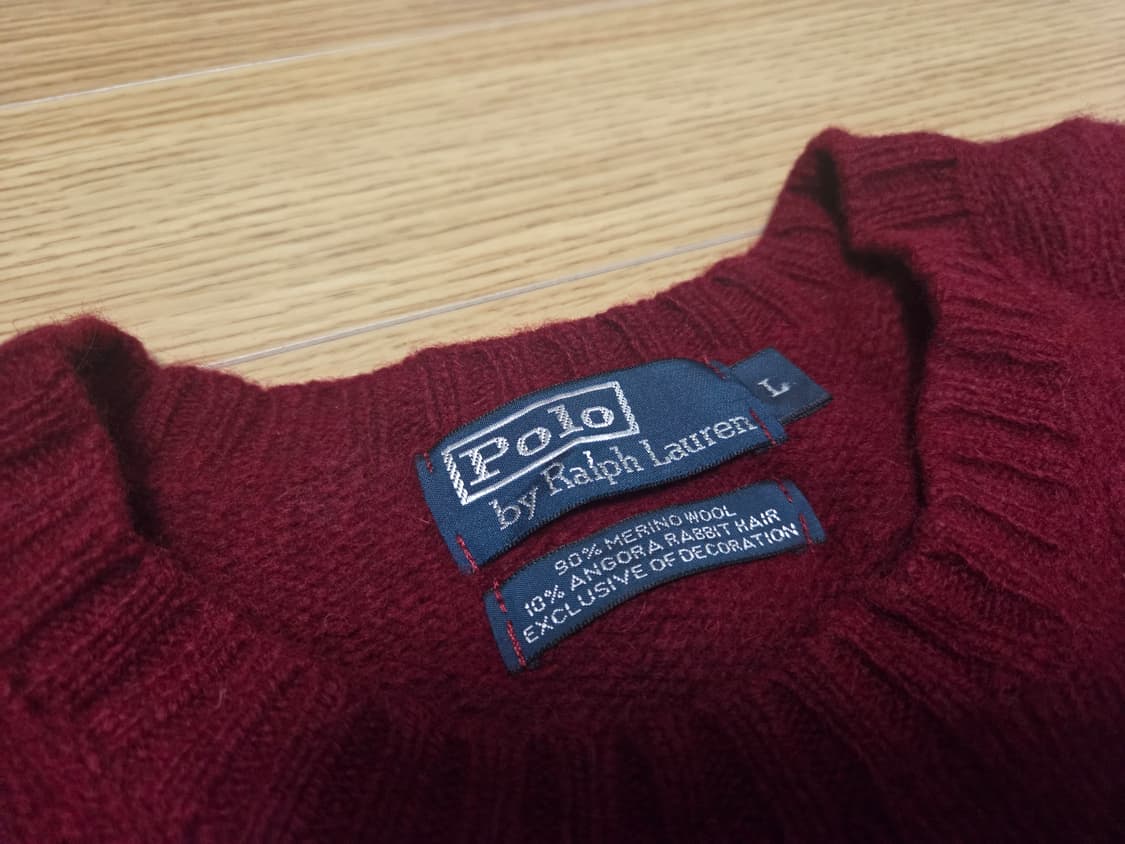 Polo
by Ralph Lauren
L
90% MERINO WOOL
10% ANGORA RABBIT HAIR
EXCLUSIVE OF DECORATION